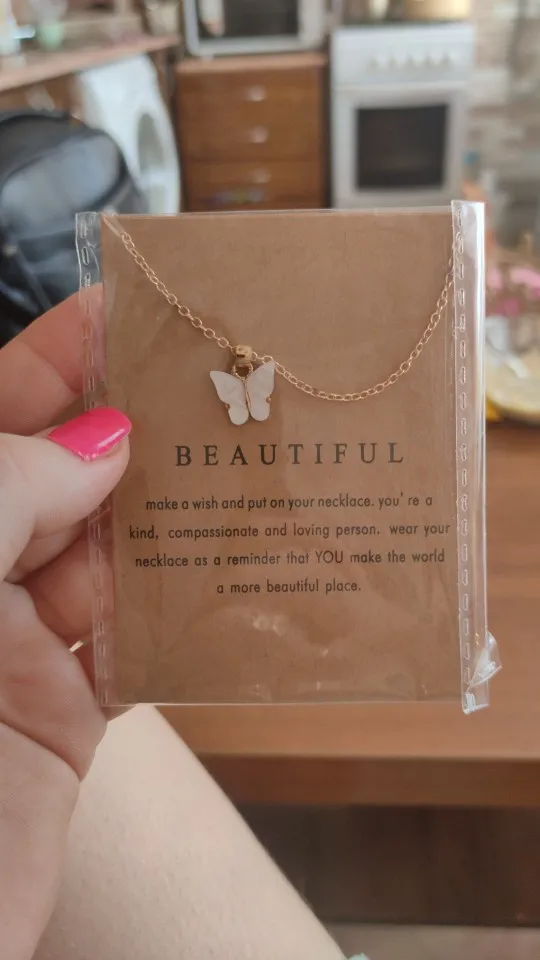 BEAUTIFUL
make a wish and put on your necklace. you' re a
kind, compassionate and loving person. wear your
necklace as a reminder that YOU make the world
a more beautiful place.